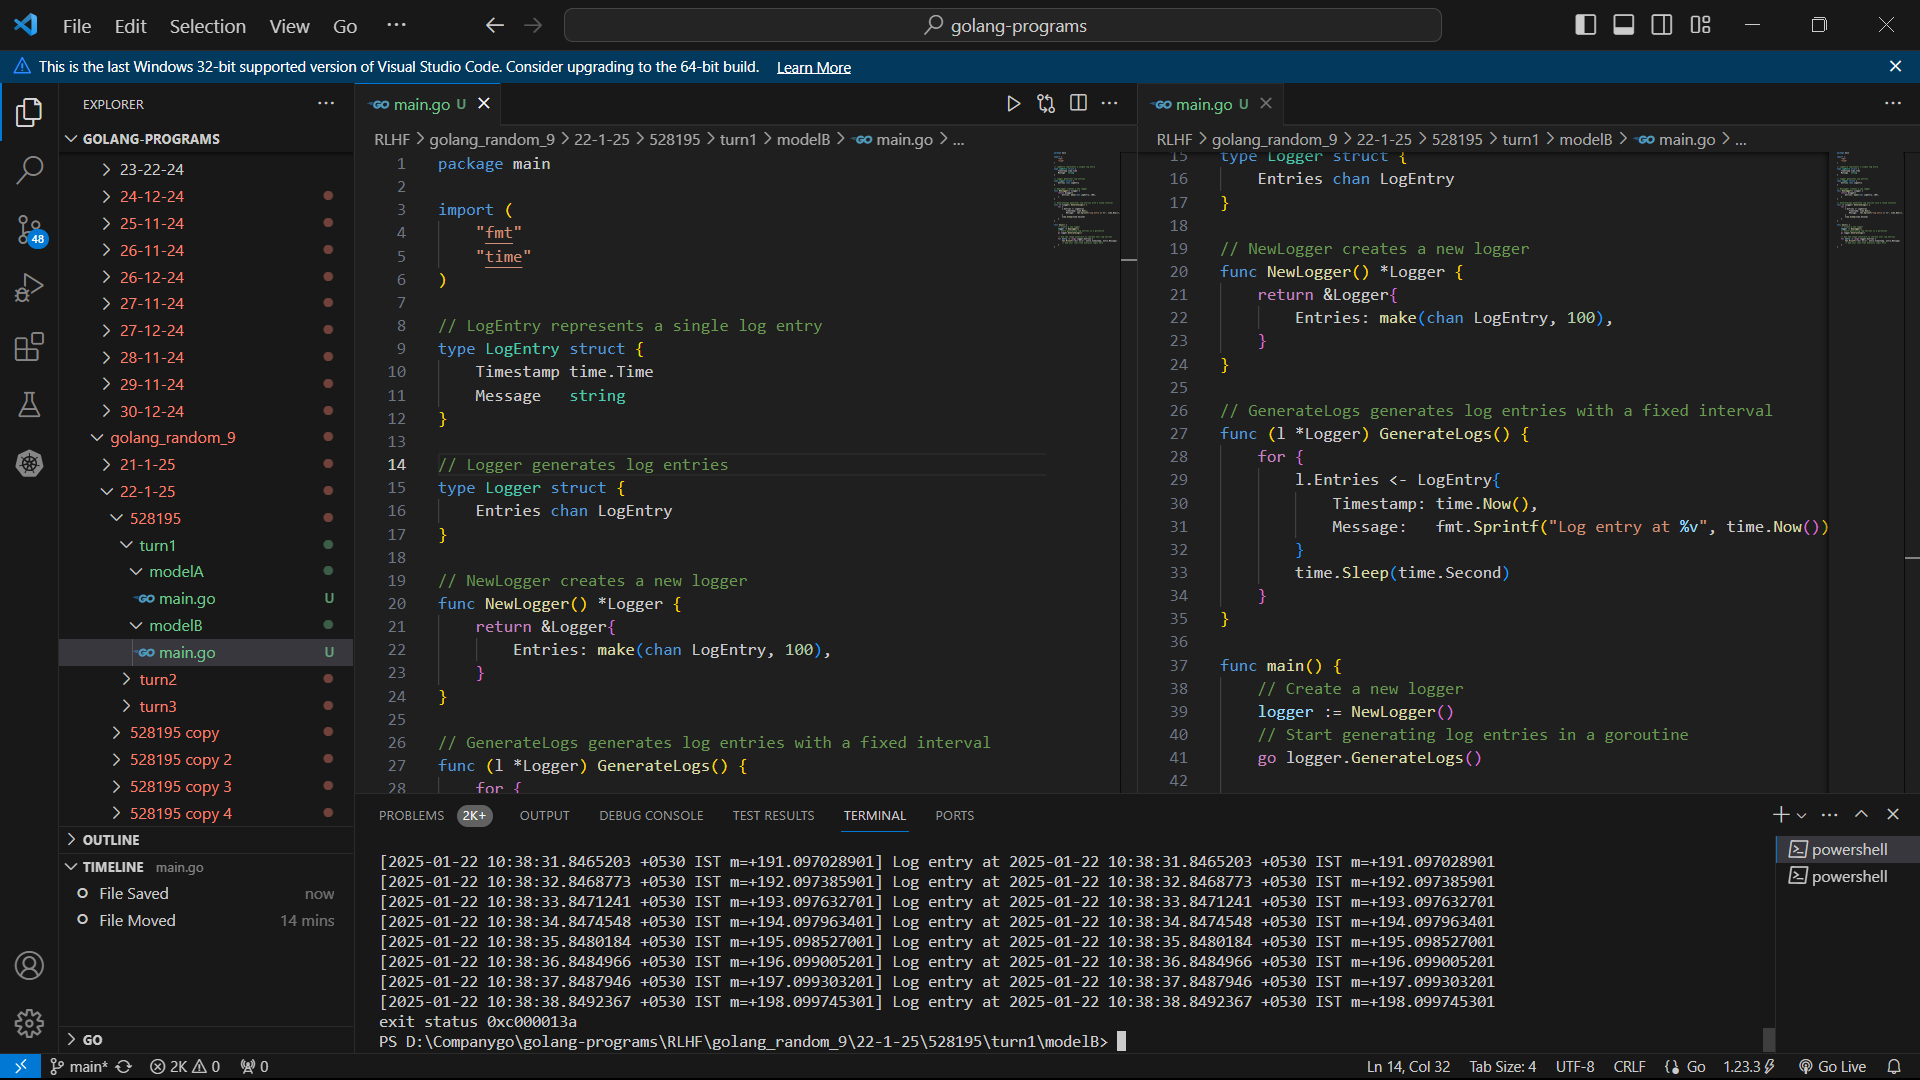 File Edit Selection View Go ··· golang-programs
This is the last Windows 32-bit supported version of Visual Studio Code. Consider upgrading to the 64-bit build. Learn More
EXPLORER
GOLANG-PROGRAMS
23-22-24
24-12-24
25-11-24
26-11-24
26-12-24
27-11-24
27-12-24
28-11-24
29-11-24
30-12-24
golang_random_9
21-1-25
22-1-25
528195
turn1
modelA
main.go U
modelB
main.go U
turn2
turn3
528195 copy
528195 copy 2
528195 copy 3
528195 copy 4
OUTLINE
TIMELINE main.go
File Saved now
File Moved 14 mins
GO
48
main.go U
RLHF > golang_random_9 > 22-1-25 > 528195 > turn1 > modelB > main.go > ...
1 package main
2
3 import (
4 "fmt"
5 "time"
6 )
7
8 // LogEntry represents a single log entry
9 type LogEntry struct {
10 Timestamp time.Time
11 Message string
12 }
13
14 // Logger generates log entries
15 type Logger struct {
16 Entries chan LogEntry
17 }
18
19 // NewLogger creates a new logger
20 func NewLogger() *Logger {
21 return &Logger{
22 Entries: make(chan LogEntry, 100),
23 }
24 }
25
26 // GenerateLogs generates log entries with a fixed interval
27 func (l *Logger) GenerateLogs() {
28 for {
main.go U
RLHF > golang_random_9 > 22-1-25 > 528195 > turn1 > modelB > main.go > ...
15 type Logger struct {
16 Entries chan LogEntry
17 }
18
19 // NewLogger creates a new logger
20 func NewLogger() *Logger {
21 return &Logger{
22 Entries: make(chan LogEntry, 100),
23 }
24 }
25
26 // GenerateLogs generates log entries with a fixed interval
27 func (l *Logger) GenerateLogs() {
28 for {
29 l.Entries <- LogEntry{
30 Timestamp: time.Now(),
31 Message: fmt.Sprintf("Log entry at %v", time.Now())
32 }
33 time.Sleep(time.Second)
34 }
35 }
36
37 func main() {
38 // Create a new logger
39 logger := NewLogger()
40 // Start generating log entries in a goroutine
41 go logger.GenerateLogs()
42
PROBLEMS 2K+ OUTPUT DEBUG CONSOLE TEST RESULTS TERMINAL PORTS
[2025-01-22 10:38:31.8465203 +0530 IST m=+191.097028901] Log entry at 2025-01-22 10:38:31.8465203 +0530 IST m=+191.097028901
[2025-01-22 10:38:32.8468773 +0530 IST m=+192.097385901] Log entry at 2025-01-22 10:38:32.8468773 +0530 IST m=+192.097385901
[2025-01-22 10:38:33.8471241 +0530 IST m=+193.097632701] Log entry at 2025-01-22 10:38:33.8471241 +0530 IST m=+193.097632701
[2025-01-22 10:38:34.8474548 +0530 IST m=+194.097963401] Log entry at 2025-01-22 10:38:34.8474548 +0530 IST m=+194.097963401
[2025-01-22 10:38:35.8480184 +0530 IST m=+195.098527001] Log entry at 2025-01-22 10:38:35.8480184 +0530 IST m=+195.098527001
[2025-01-22 10:38:36.8484966 +0530 IST m=+196.099005201] Log entry at 2025-01-22 10:38:36.8484966 +0530 IST m=+196.099005201
[2025-01-22 10:38:37.8487946 +0530 IST m=+197.099303201] Log entry at 2025-01-22 10:38:37.8487946 +0530 IST m=+197.099303201
[2025-01-22 10:38:38.8492367 +0530 IST m=+198.099745301] Log entry at 2025-01-22 10:38:38.8492367 +0530 IST m=+198.099745301
exit status 0xc000013a
PS D:\Companygo\golang-programs\RLHF\golang_random_9\22-1-25\528195\turn1\modelB>
powershell
powershell
main* 2K 0 0 Ln 14, Col 32 Tab Size: 4 UTF-8 CRLF Go 1.23.3 Go Live